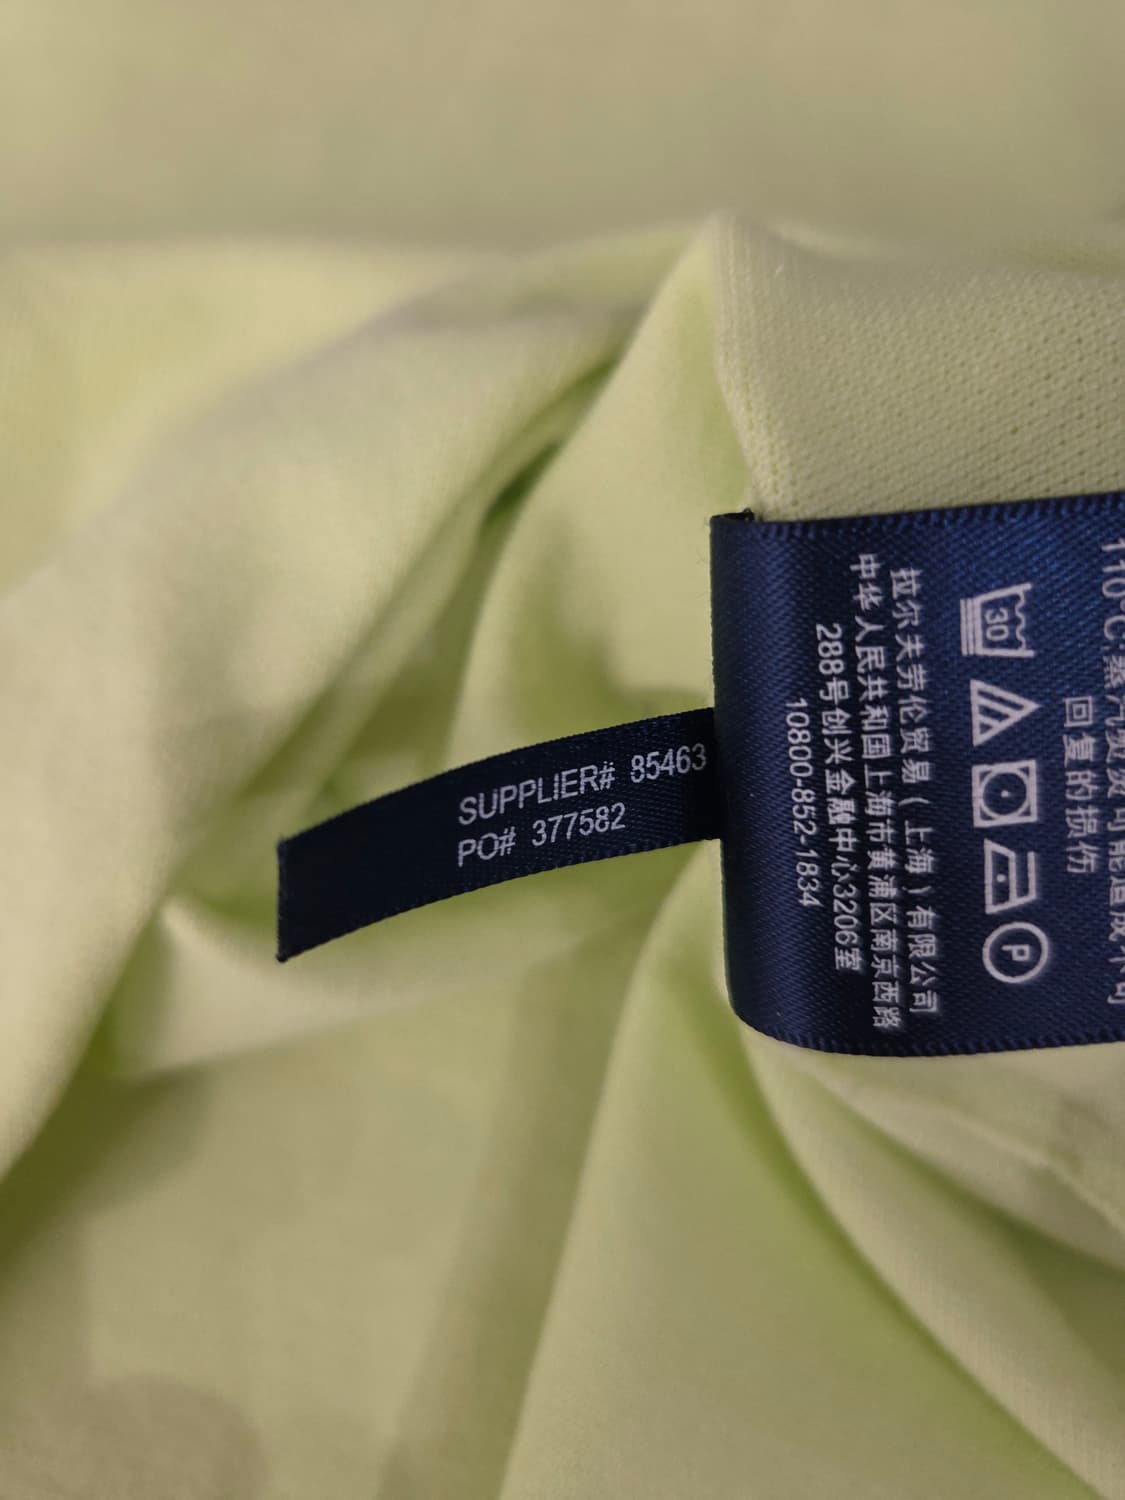 SUPPLIER# 85463
PO# 377582
回复的损伤
30
P
拉尔夫劳伦贸易（上海）有限公司
中华人民共和国上海市黄浦区南京西路
288号创兴金融中心3206室
10800-852-1834